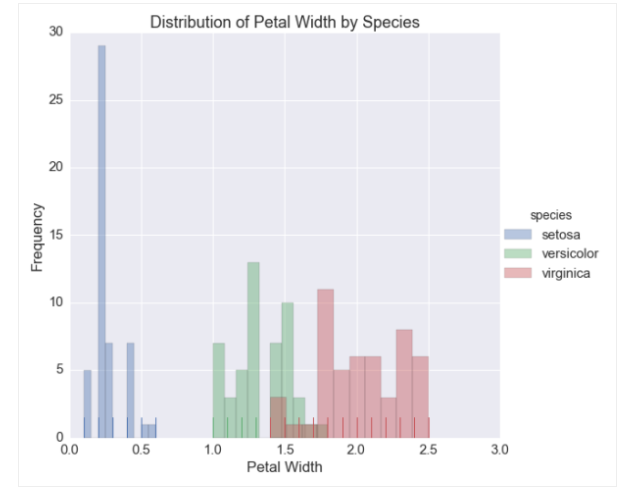 Distribution of Petal Width by Species
30
25
20
15
10
5
0
Frequency
0.0 0.5 1.0 1.5 2.0 2.5 3.0
Petal Width
species
setosa
versicolor
virginica